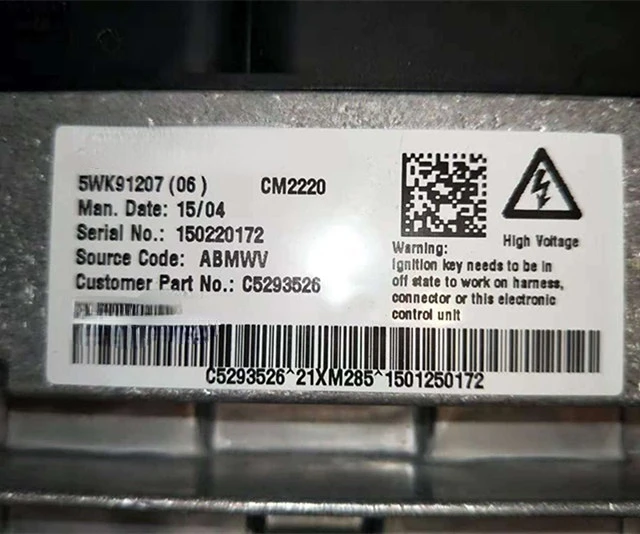 5WK91207 (06 ) CM2220
Man. Date: 15/04
Serial No.: 150220172
Source Code: ABMWV
Customer Part No.: C5293526
High Voltage
Warning:
Ignition key needs to be in
off state to work on harness,
connector or this electronic
control unit
C5293526^21XM285^1501250172